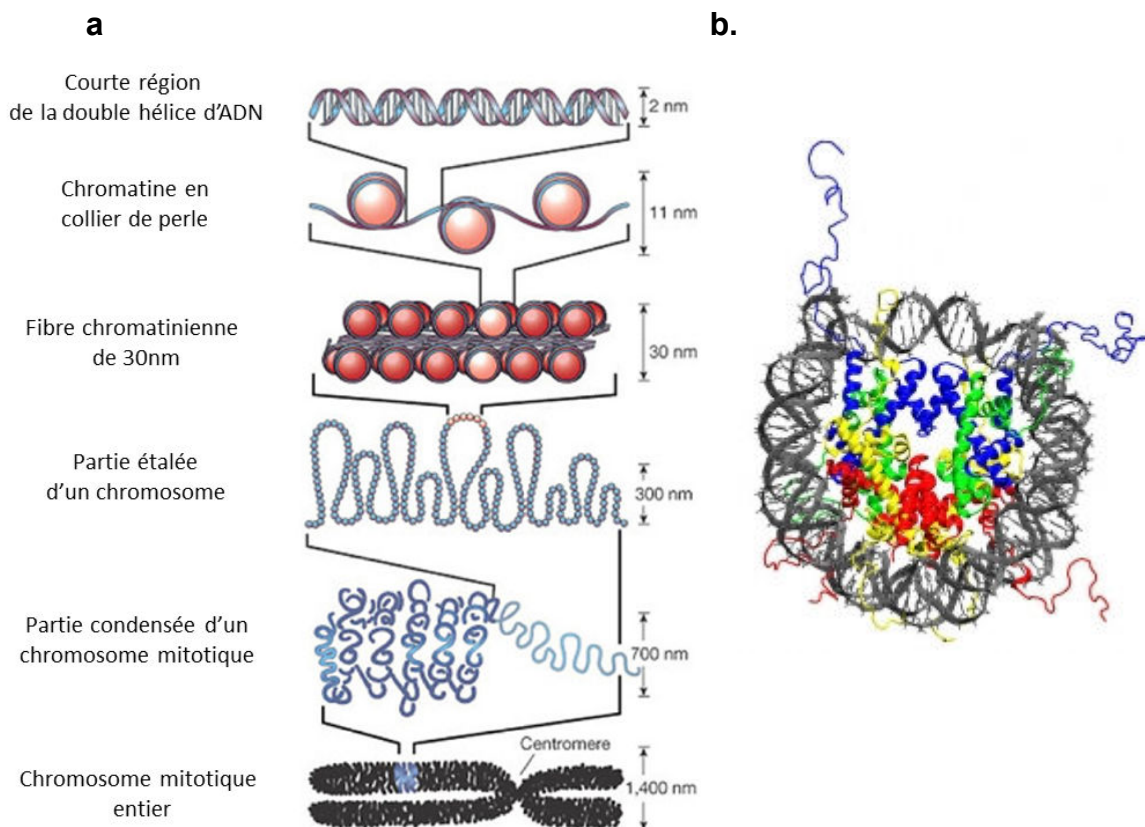 a
b.
Courte région
de la double hélice d'ADN
2 nm
Chromatine en
collier de perle
11 nm
Fibre chromatinienne
de 30nm
30 nm
Partie étalée
d'un chromosome
300 nm
Partie condensée d'un
chromosome mitotique
700 nm
Centromere
Chromosome mitotique
entier
1,400 nm